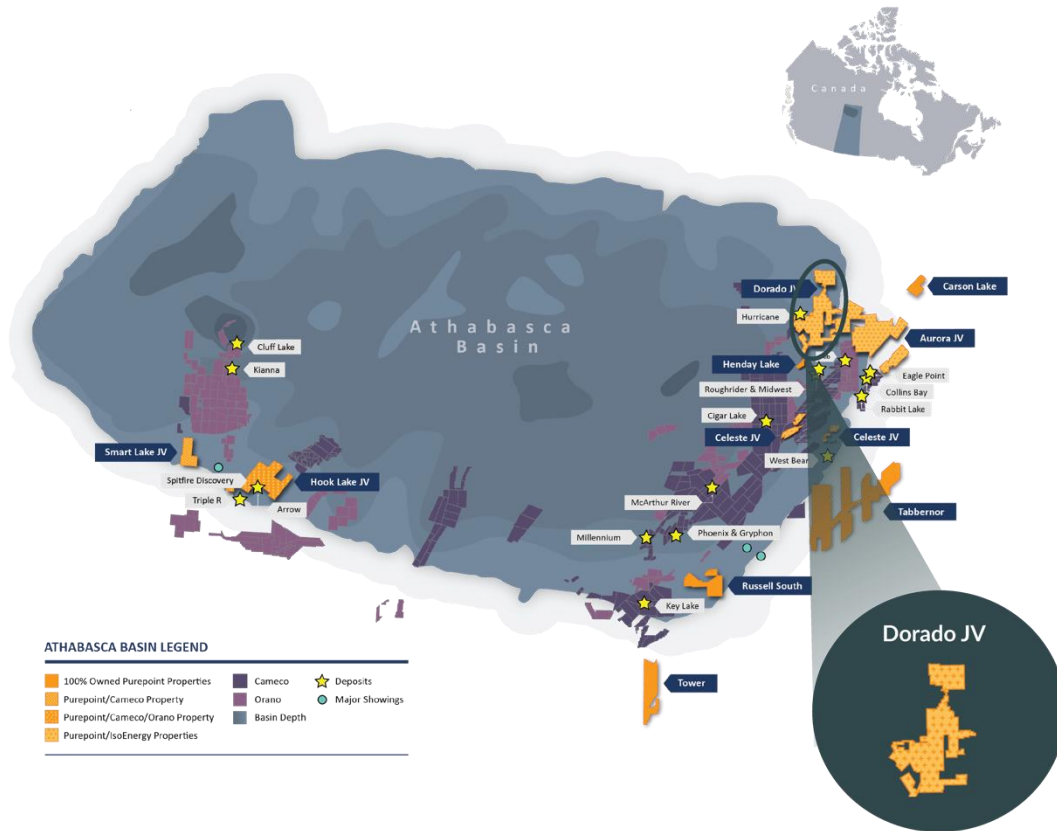 Canada
Athabasca
Basin
Dorado JV
Carson Lake
Hurricane
Aurora JV
Cluff Lake
Kianna
Henday Lake
Eagle Point
Roughrider & Midwest
Collins Bay
Rabbit Lake
Cigar Lake
Celeste JV
Celeste JV
West Bear
Smart Lake JV
Spitfire Discovery
Hook Lake JV
Triple R
Arrow
McArthur River
Tabbernor
Millennium
Phoenix & Gryphon
Russell South
Key Lake
Tower
Dorado JV
ATHABASCA BASIN LEGEND
100% Owned Purepoint Properties
Purepoint/Cameco Property
Purepoint/Cameco/Orano Property
Purepoint/IsoEnergy Properties
Cameco
Orano
Basin Depth
Deposits
Major Showings